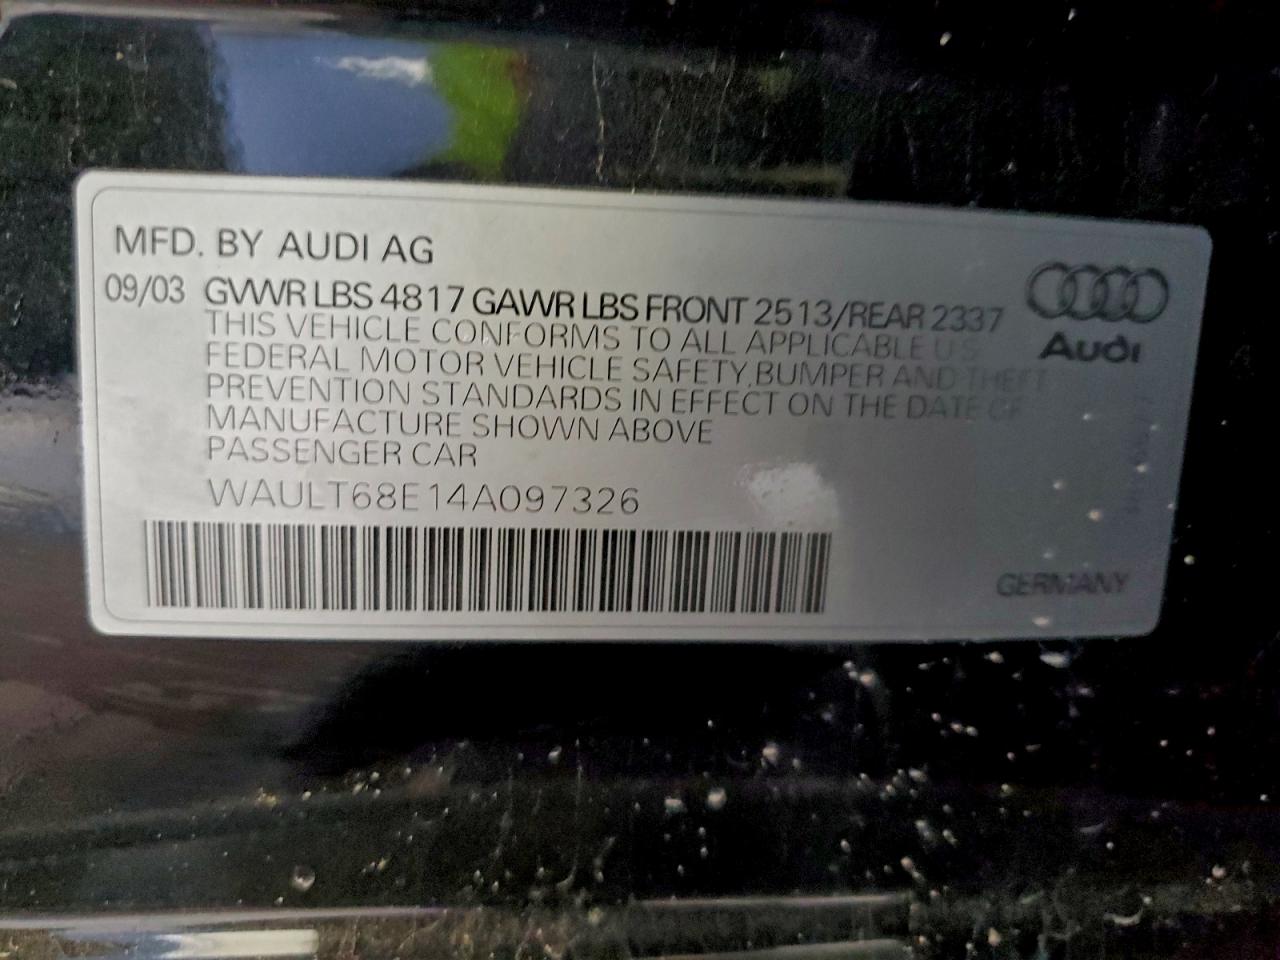 MFD. BY AUDI AG
09/03 GVWR LBS 4817 GAWR LBS FRONT 2513/REAR 2337
THIS VEHICLE CONFORMS TO ALL APPLICABLE U.S.
FEDERAL MOTOR VEHICLE SAFETY, BUMPER AND THEFT
PREVENTION STANDARDS IN EFFECT ON THE DATE OF
MANUFACTURE SHOWN ABOVE
PASSENGER CAR
WAULT68E14A097326
Audi
GERMANY